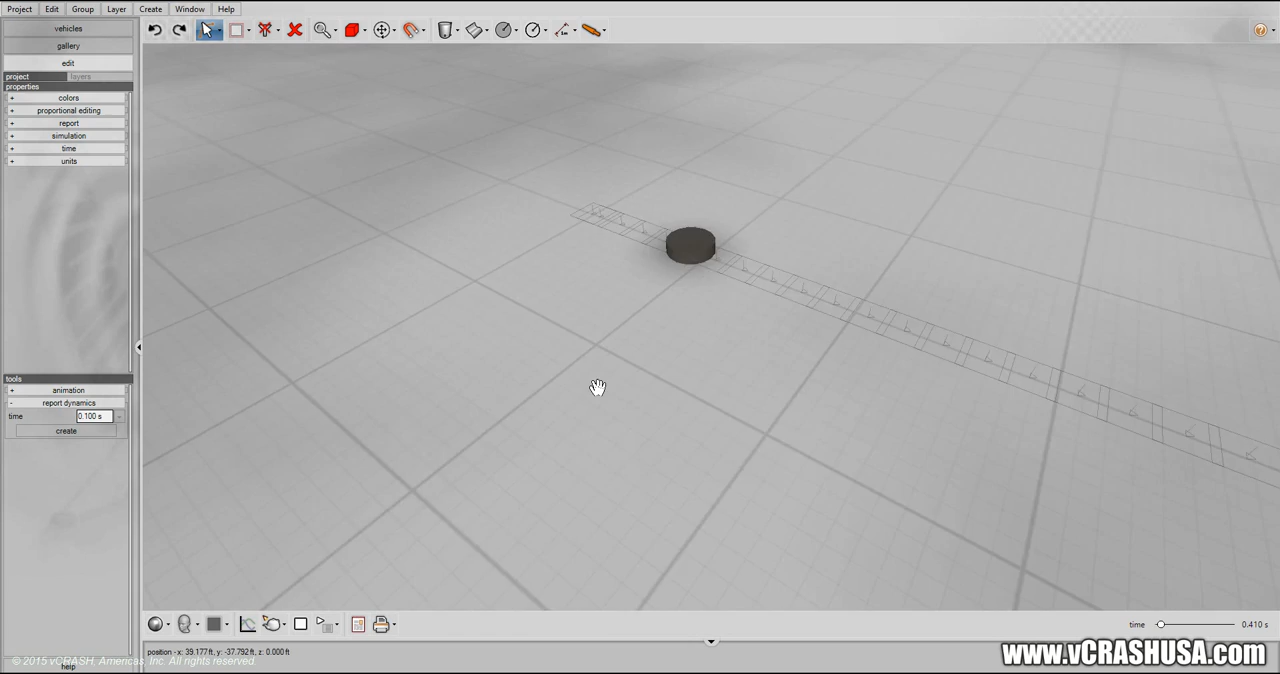 Project Edit Group Layer Create Window Help
vehicles
gallery
edit
project layers
properties
+ colors
+ proportional editing
+ report
+ simulation
+ time
+ units
tools
+ animation
- report dynamics
time 0.100 s
create
time 0.410 s
position - x: 39.177ft, y: -37.792 ft, z: 0.000 ft
© 2015 vCRASH, Americas, Inc. All rights reserved.
help
www.vCRASHUSA.com